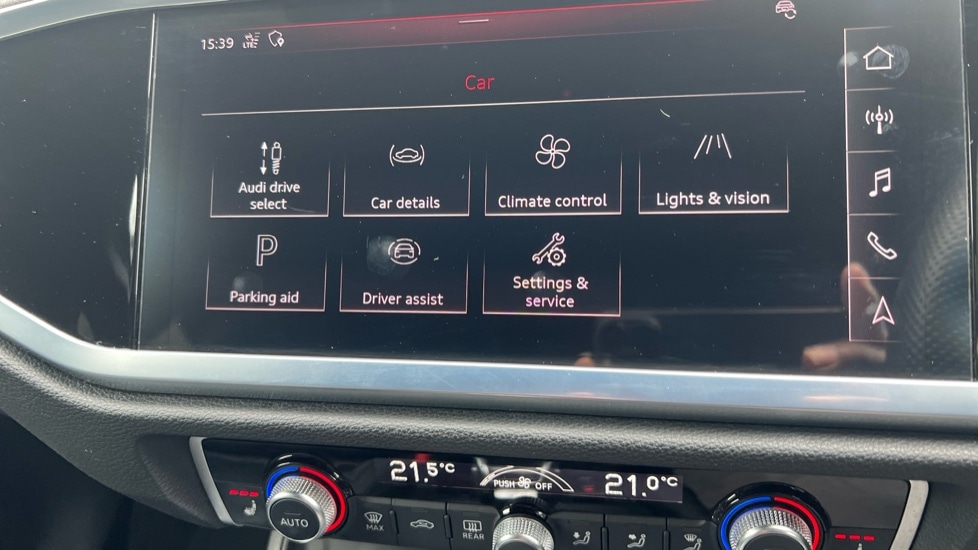 15:39 LTE
Car
Audi drive
select
Car details
Climate control
Lights & vision
P
Parking aid
Driver assist
Settings &
service
21.5°C
PUSH OFF
21.0°C
AUTO
MAX
REAR